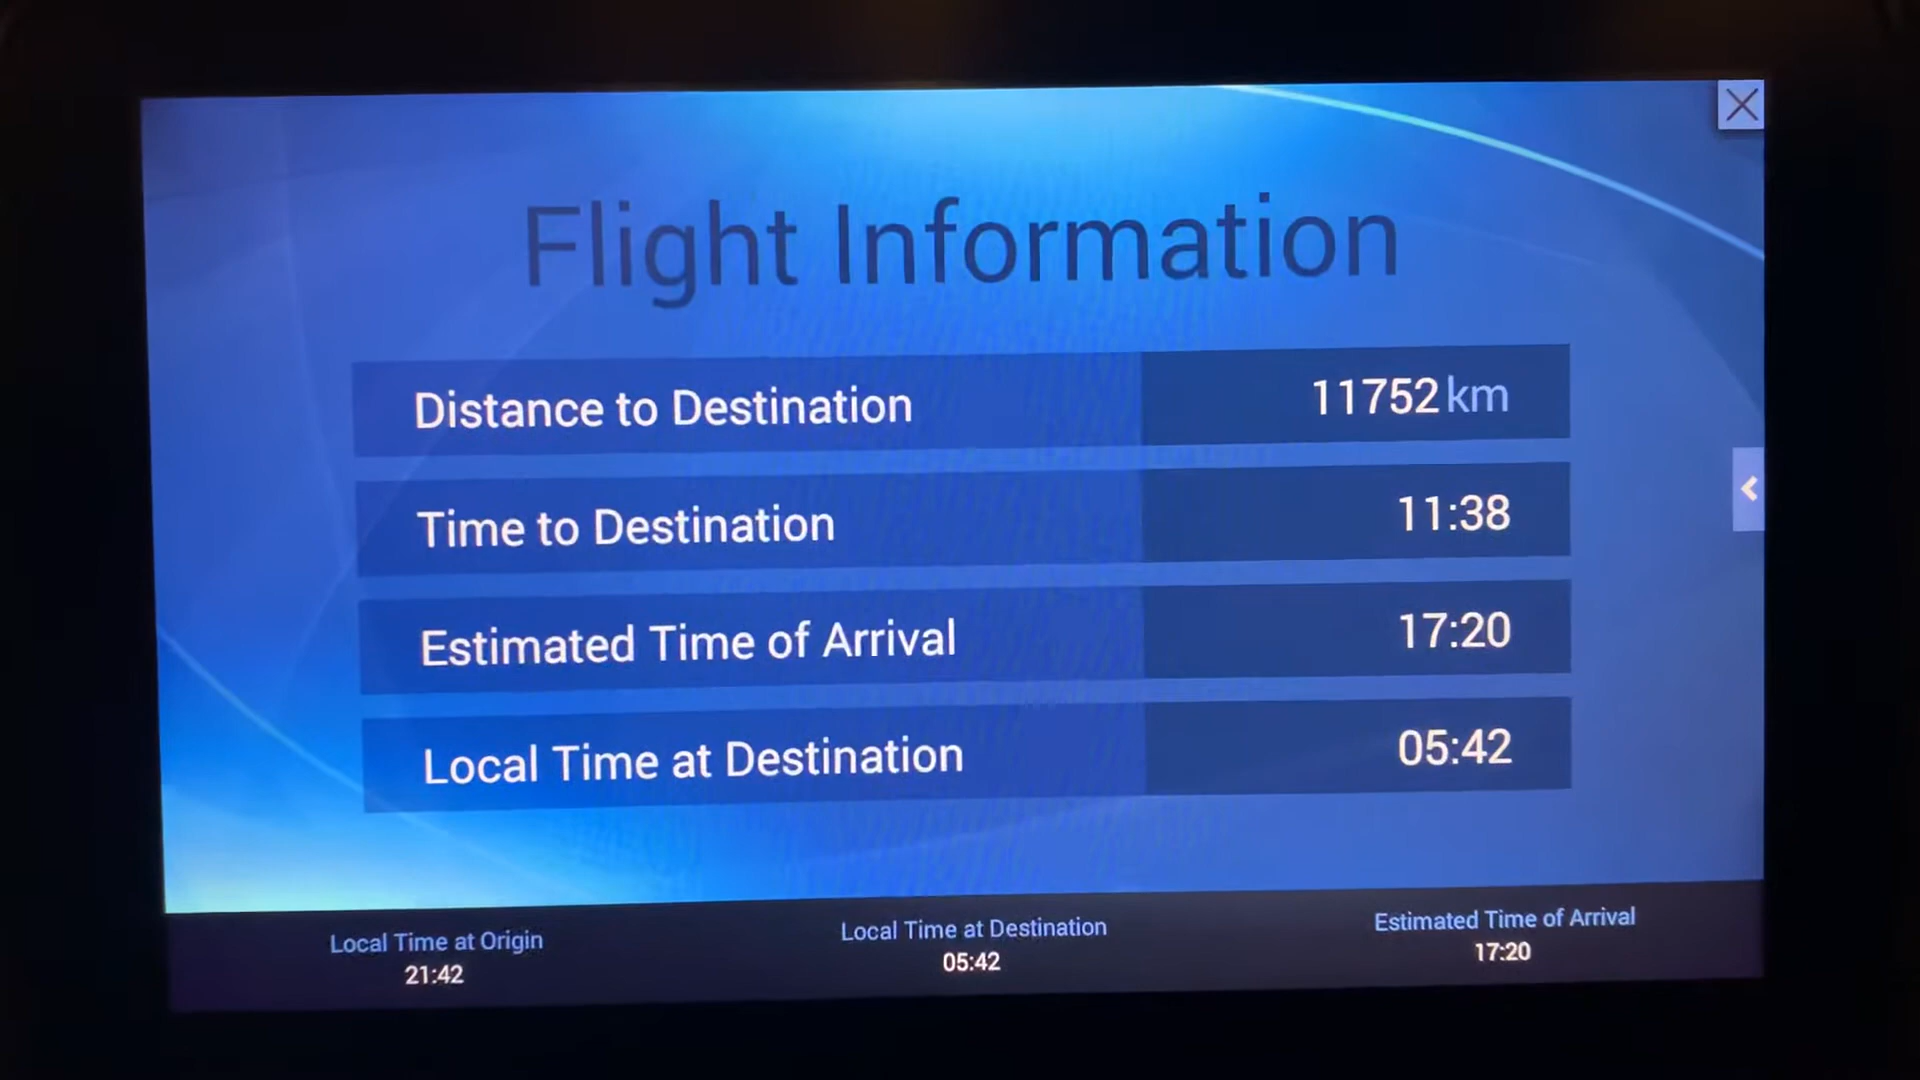 Flight Information
Distance to Destination 11752 km
Time to Destination 11:38
Estimated Time of Arrival 17:20
Local Time at Destination 05:42
Local Time at Origin
21:42
Local Time at Destination
05:42
Estimated Time of Arrival
17:20